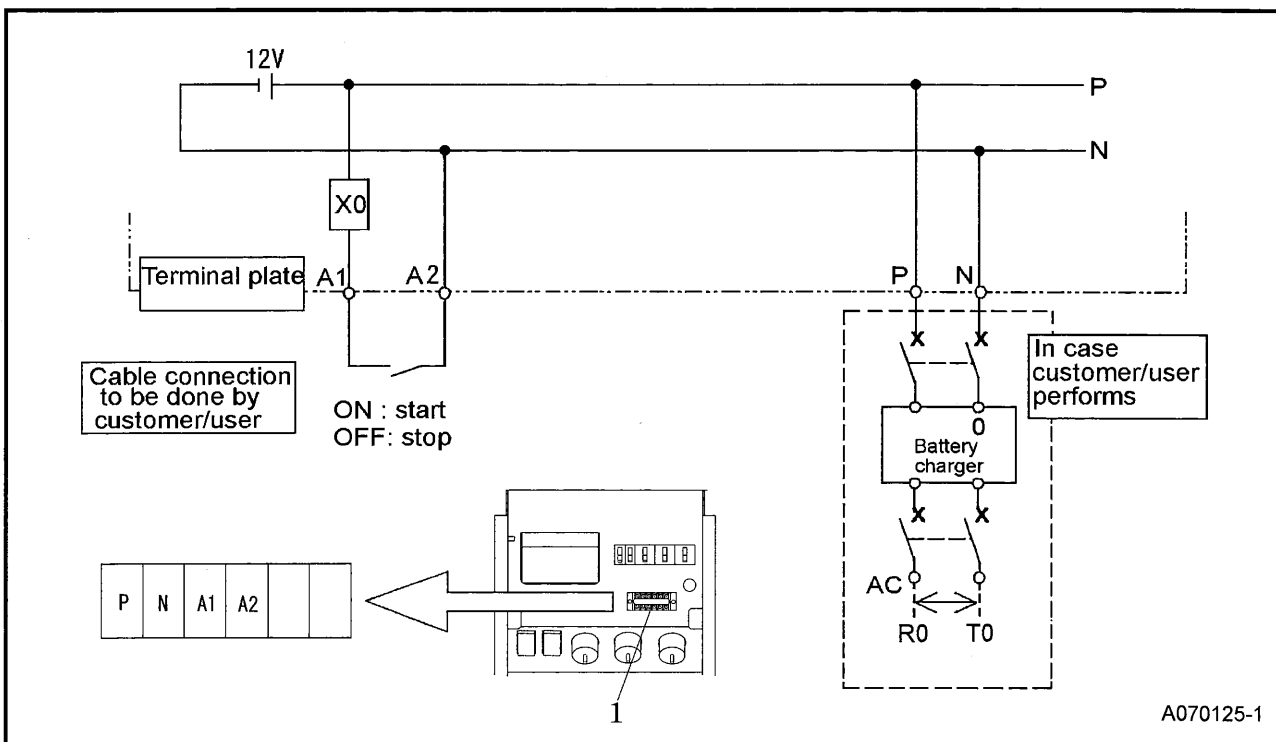 12V
P
N
X0
Terminal plate
A1
A2
P
N
Cable connection
to be done by
customer/user
ON : start
OFF: stop
In case
customer/user
performs
0
Battery
charger
AC
R0
T0
P N A1 A2
1
A070125-1